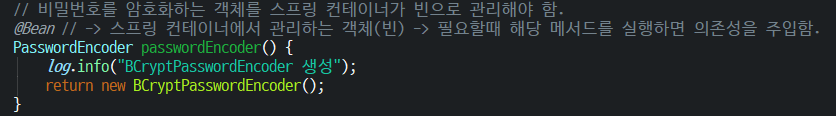 // 비밀번호를 암호화하는 객체를 스프링 컨테이너가 빈으로 관리해야 함.
@Bean // -> 스프링 컨테이너에서 관리하는 객체(빈) -> 필요할때 해당 메서드를 실행하면 의존성을 주입함.
PasswordEncoder passwordEncoder() {
    log.info("BCryptPasswordEncoder 생성");
    return new BCryptPasswordEncoder();
}